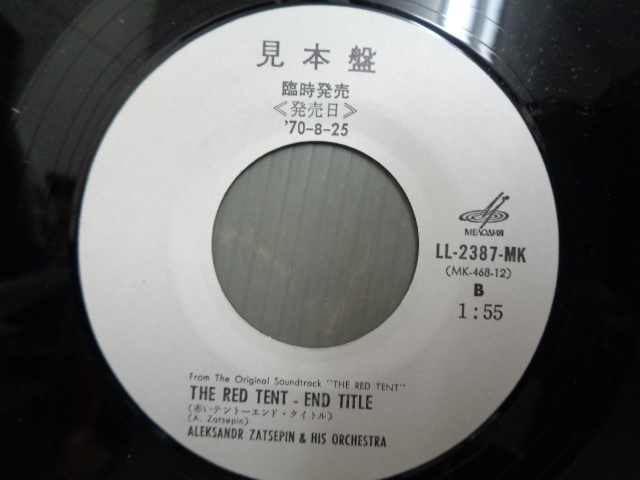 見本盤
臨時発売
≪発売日≫
'70-8-25
МЕЛОДИЯ
LL-2387-MK
(MK-468-12)
B
1:55
From The Original Soundtrack "THE RED TENT"
THE RED TENT - END TITLE
(赤いテントーエンド・タイトル)
(A. Zatsepin)
ALEKSANDR ZATSEPIN & HIS ORCHESTRA